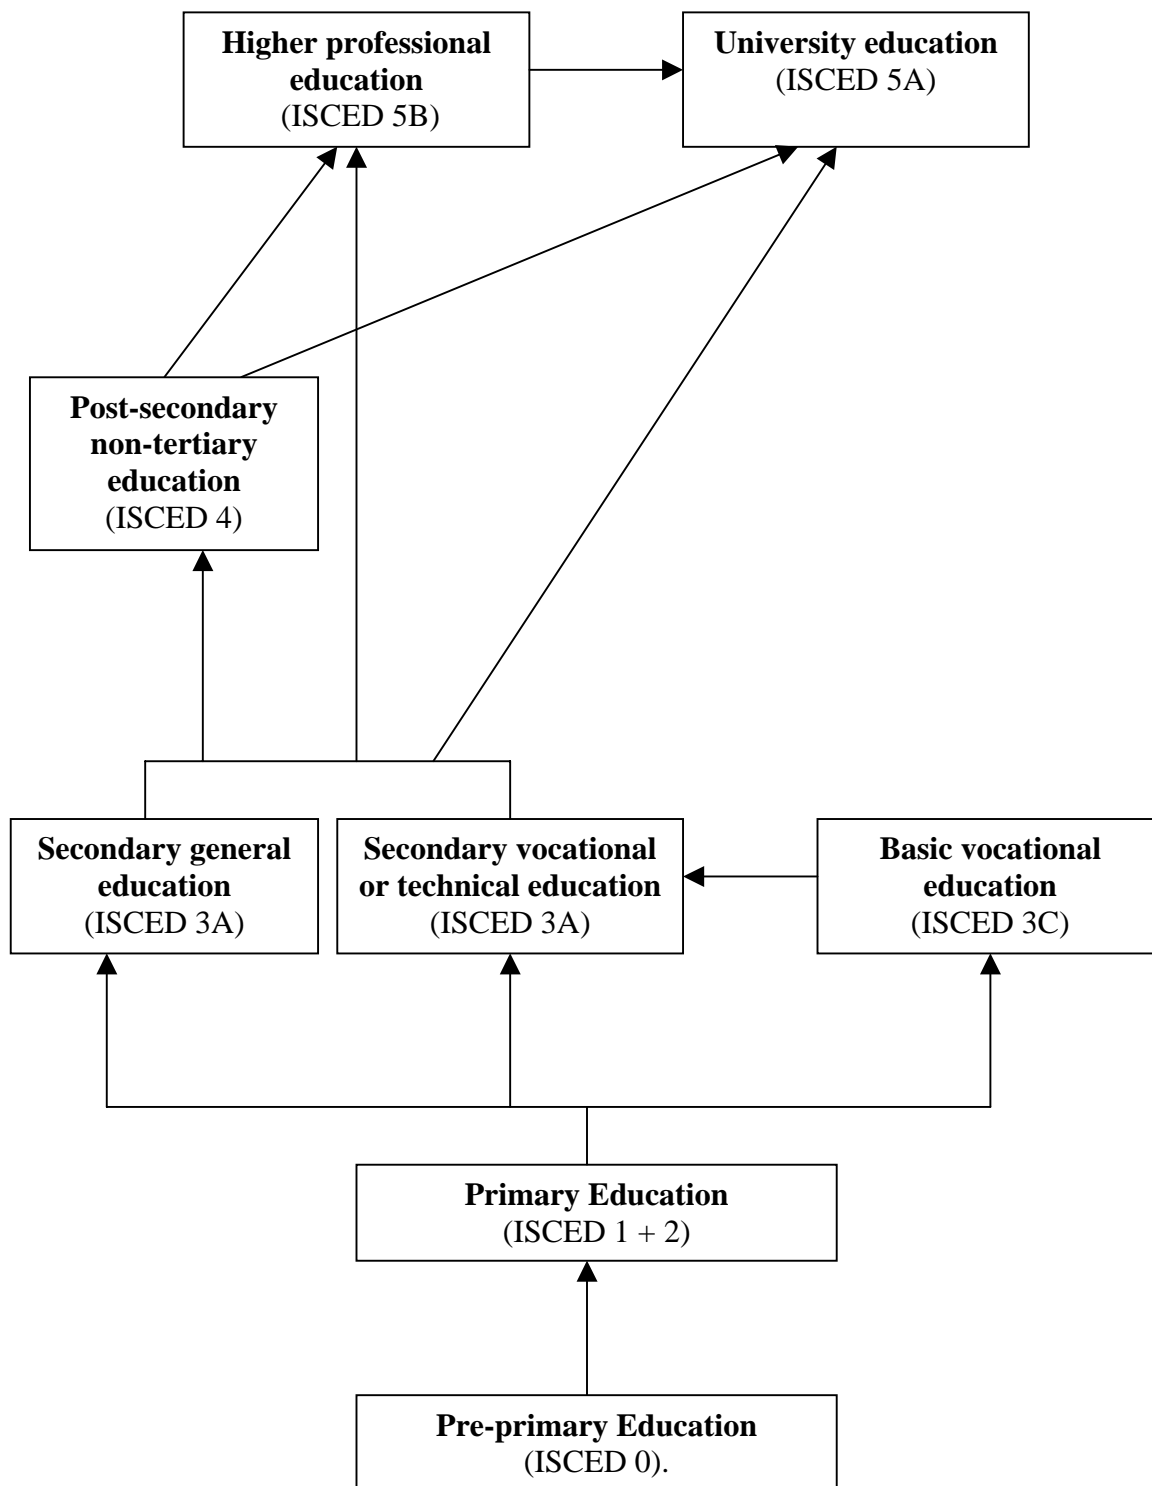 Higher professional
education
(ISCED 5B)
University education
(ISCED 5A)
Post-secondary
non-tertiary
education
(ISCED 4)
Secondary general
education
(ISCED 3A)
Secondary vocational
or technical education
(ISCED 3A)
Basic vocational
education
(ISCED 3C)
Primary Education
(ISCED 1 + 2)
Pre-primary Education
(ISCED 0).